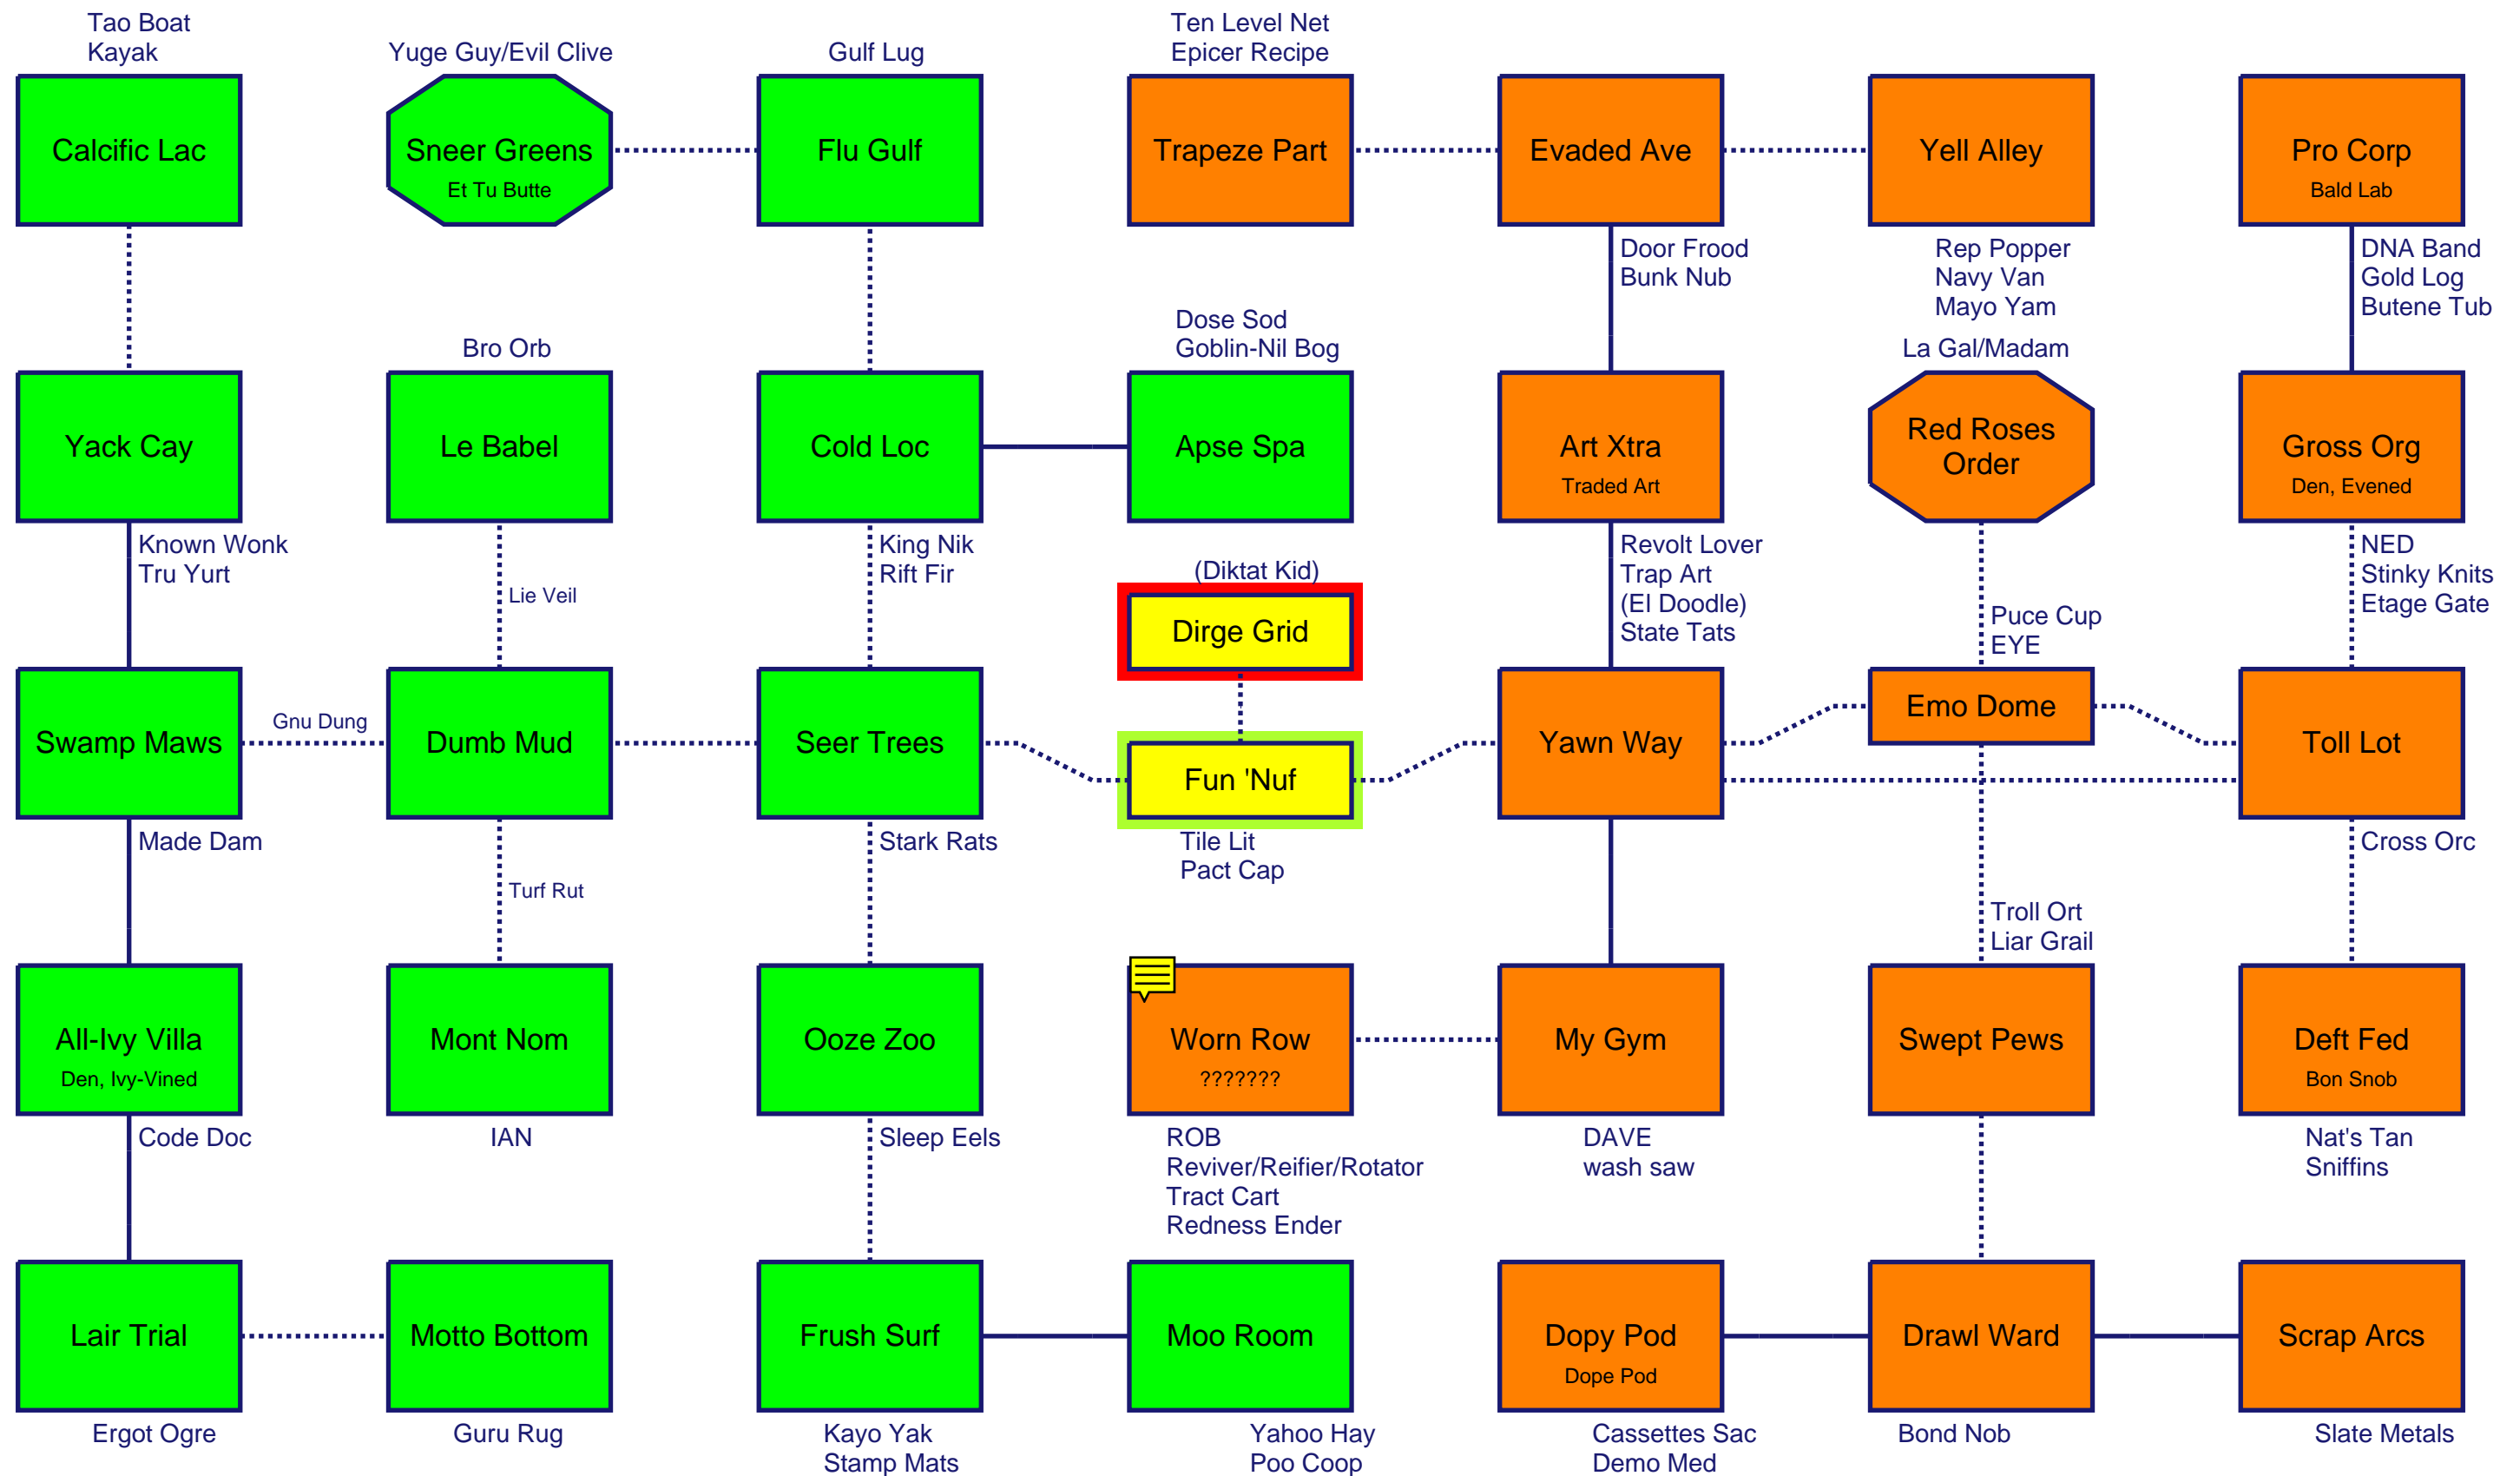 Tao Boat
Kayak
Yuge Guy/Evil Clive
Gulf Lug
Ten Level Net
Epicer Recipe
Calcific Lac
Sneer Greens
Et Tu Butte
Flu Gulf
Trapeze Part
Evaded Ave
Yell Alley
Pro Corp
Bald Lab
Door Frood
Bunk Nub
Rep Popper
Navy Van
Mayo Yam
DNA Band
Gold Log
Butene Tub
Bro Orb
Dose Sod
Goblin-Nil Bog
La Gal/Madam
Yack Cay
Le Babel
Cold Loc
Apse Spa
Art Xtra
Traded Art
Red Roses
Order
Gross Org
Den, Evened
Known Wonk
Tru Yurt
Lie Veil
King Nik
Rift Fir
(Diktat Kid)
Revolt Lover
Trap Art
(El Doodle)
State Tats
Puce Cup
EYE
NED
Stinky Knits
Etage Gate
Dirge Grid
Swamp Maws
Gnu Dung
Dumb Mud
Seer Trees
Fun 'Nuf
Yawn Way
Emo Dome
Toll Lot
Made Dam
Turf Rut
Stark Rats
Tile Lit
Pact Cap
Troll Ort
Liar Grail
Cross Orc
All-Ivy Villa
Den, Ivy-Vined
Mont Nom
Ooze Zoo
Worn Row
???????
My Gym
Swept Pews
Deft Fed
Bon Snob
Code Doc
IAN
Sleep Eels
ROB
Reviver/Reifier/Rotator
Tract Cart
Redness Ender
DAVE
wash saw
Nat's Tan
Sniffins
Lair Trial
Motto Bottom
Frush Surf
Moo Room
Dopy Pod
Dope Pod
Drawl Ward
Scrap Arcs
Ergot Ogre
Guru Rug
Kayo Yak
Stamp Mats
Yahoo Hay
Poo Coop
Cassettes Sac
Demo Med
Bond Nob
Slate Metals